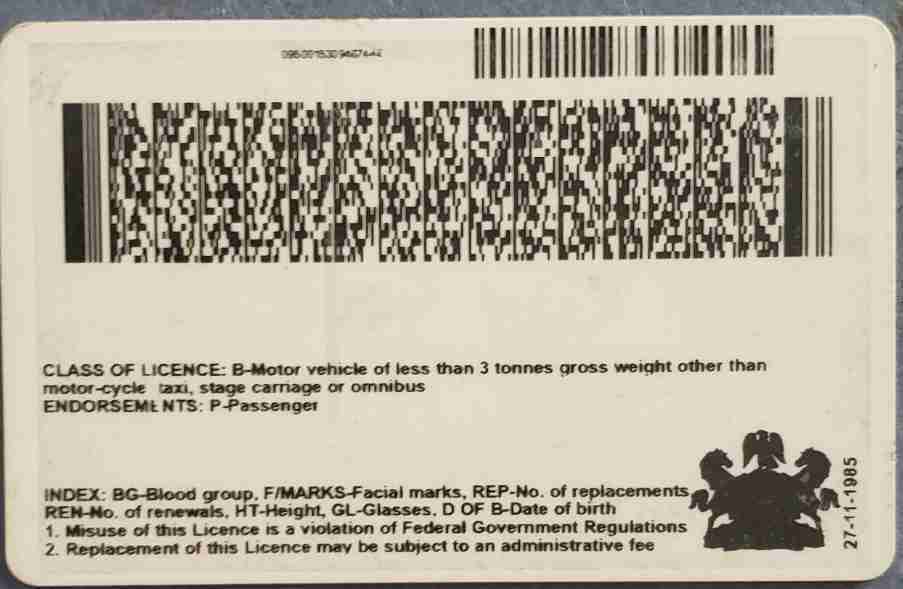 CLASS OF LICENCE: B-Motor vehicle of less than 3 tonnes gross weight other than
motor-cycle taxi, stage carriage or omnibus
ENDORSEMENTS: P-Passenger
INDEX: BG-Blood group, F/MARKS-Facial marks, REP-No. of replacements
REN-No. of renewals, HT-Height, GL-Glasses, D OF B-Date of birth
1. Misuse of this Licence is a violation of Federal Government Regulations
2. Replacement of this Licence may be subject to an administrative fee
27-11-1985